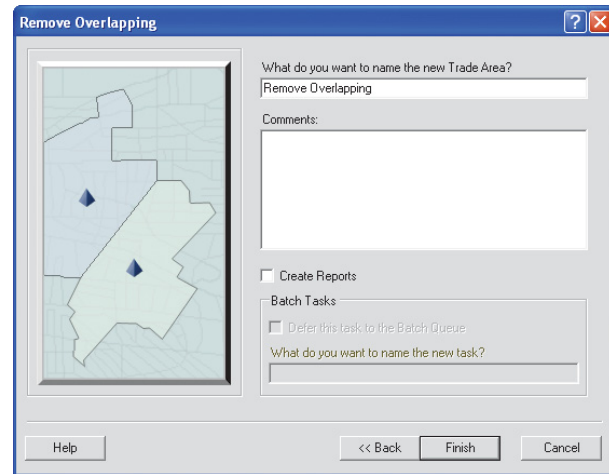 Remove Overlapping
What do you want to name the new Trade Area?
Remove Overlapping
Comments:
Create Reports
Batch Tasks
Defer this task to the Batch Queue
What do you want to name the new task?
Help
<< Back
Finish
Cancel